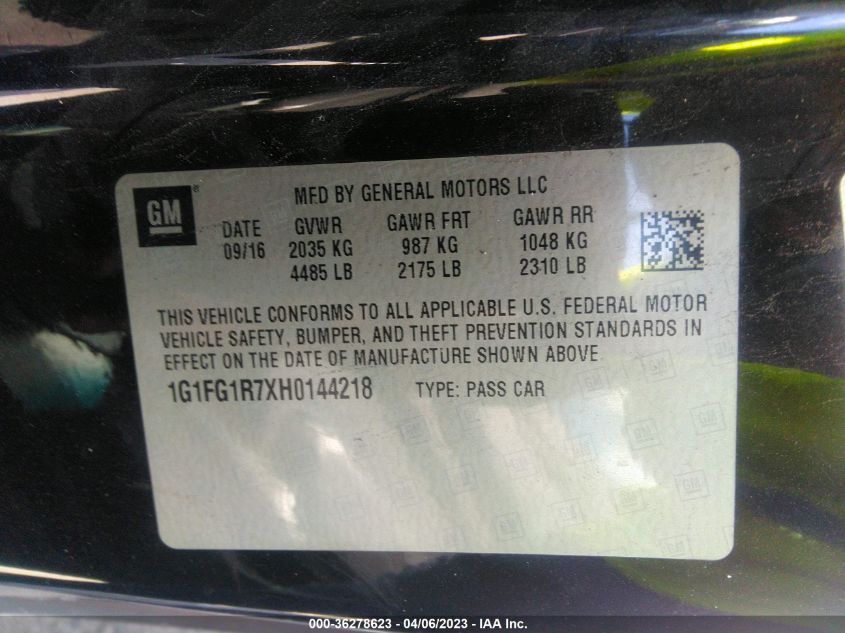 GM ® MFD BY GENERAL MOTORS LLC
DATE GVWR GAWR FRT GAWR RR
09/16 2035 KG 987 KG 1048 KG
4485 LB 2175 LB 2310 LB
THIS VEHICLE CONFORMS TO ALL APPLICABLE U.S. FEDERAL MOTOR
VEHICLE SAFETY, BUMPER, AND THEFT PREVENTION STANDARDS IN
EFFECT ON THE DATE OF MANUFACTURE SHOWN ABOVE
1G1FG1R7XH0144218 TYPE: PASS CAR
000-36278623 - 04/06/2023 - IAA Inc.